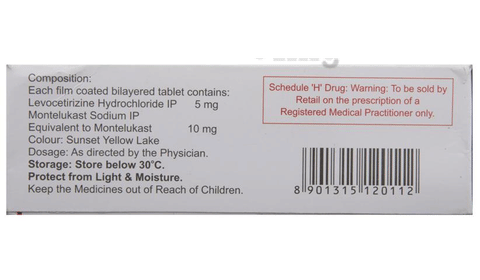 Composition:
Each film coated bilayered tablet contains:
Levocetirizine Hydrochloride IP 5 mg
Montelukast Sodium IP
Equivalent to Montelukast 10 mg
Colour: Sunset Yellow Lake
Dosage: As directed by the Physician.
Storage: Store below 30°C.
Protect from Light & Moisture.
Keep the Medicines out of Reach of Children.
Schedule 'H' Drug: Warning: To be sold by
Retail on the prescription of a
Registered Medical Practitioner only.
8 901315 120112